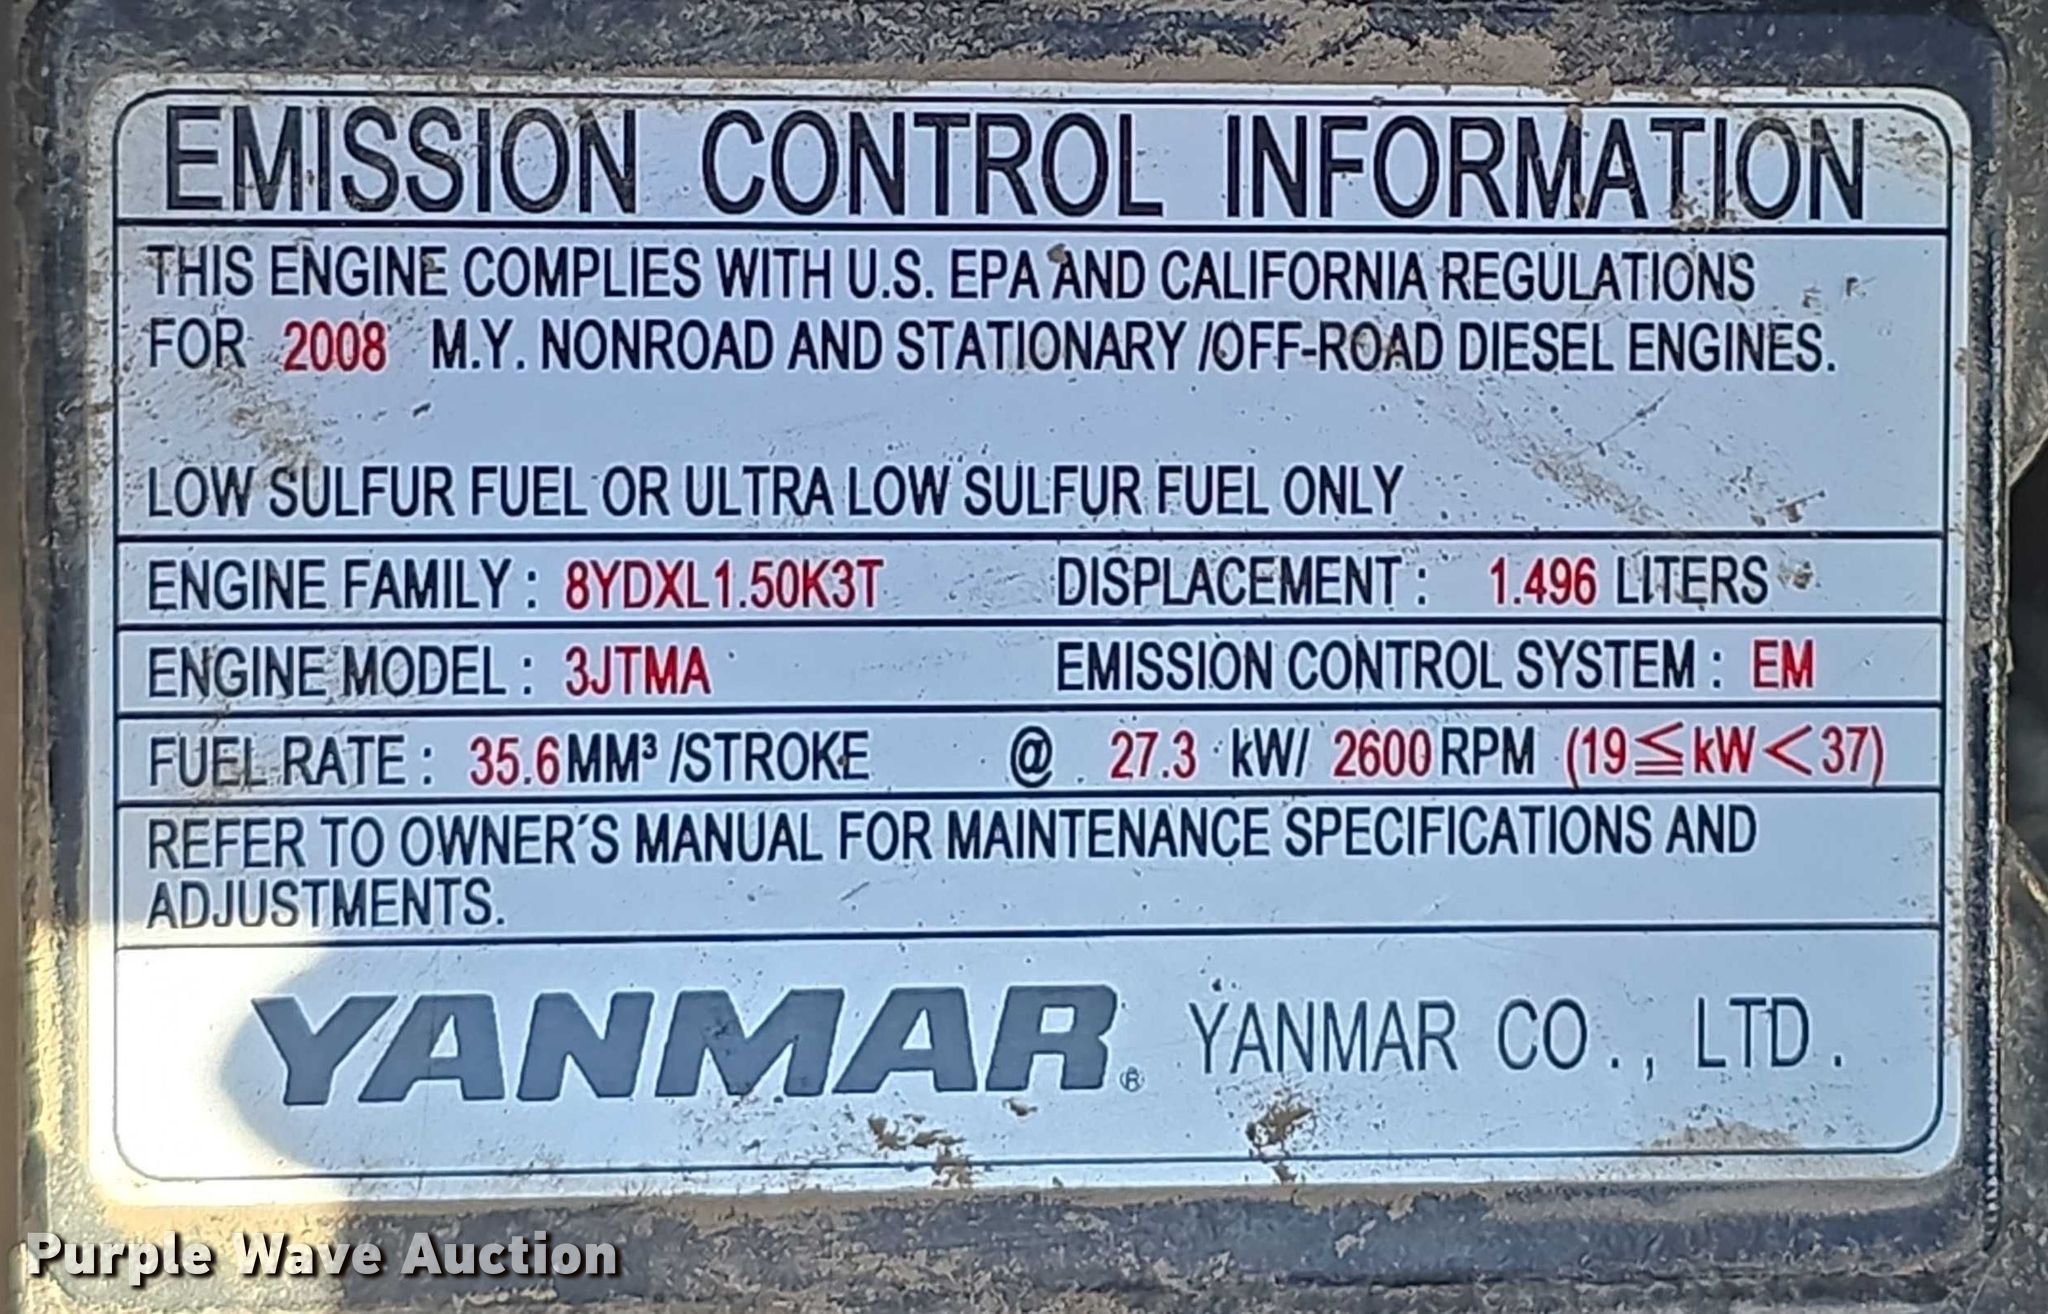 EMISSION CONTROL INFORMATION
THIS ENGINE COMPLIES WITH U.S. EPA AND CALIFORNIA REGULATIONS
FOR 2008 M.Y. NONROAD AND STATIONARY /OFF-ROAD DIESEL ENGINES.
LOW SULFUR FUEL OR ULTRA LOW SULFUR FUEL ONLY
ENGINE FAMILY : 8YDXL1.50K3T DISPLACEMENT : 1.496 LITERS
ENGINE MODEL : 3JTMA EMISSION CONTROL SYSTEM : EM
FUEL RATE : 35.6 MM³ /STROKE @ 27.3 kW/ 2600 RPM (19≦kW<37)
REFER TO OWNER'S MANUAL FOR MAINTENANCE SPECIFICATIONS AND
ADJUSTMENTS.
YANMAR® YANMAR CO., LTD.
Purple Wave Auction